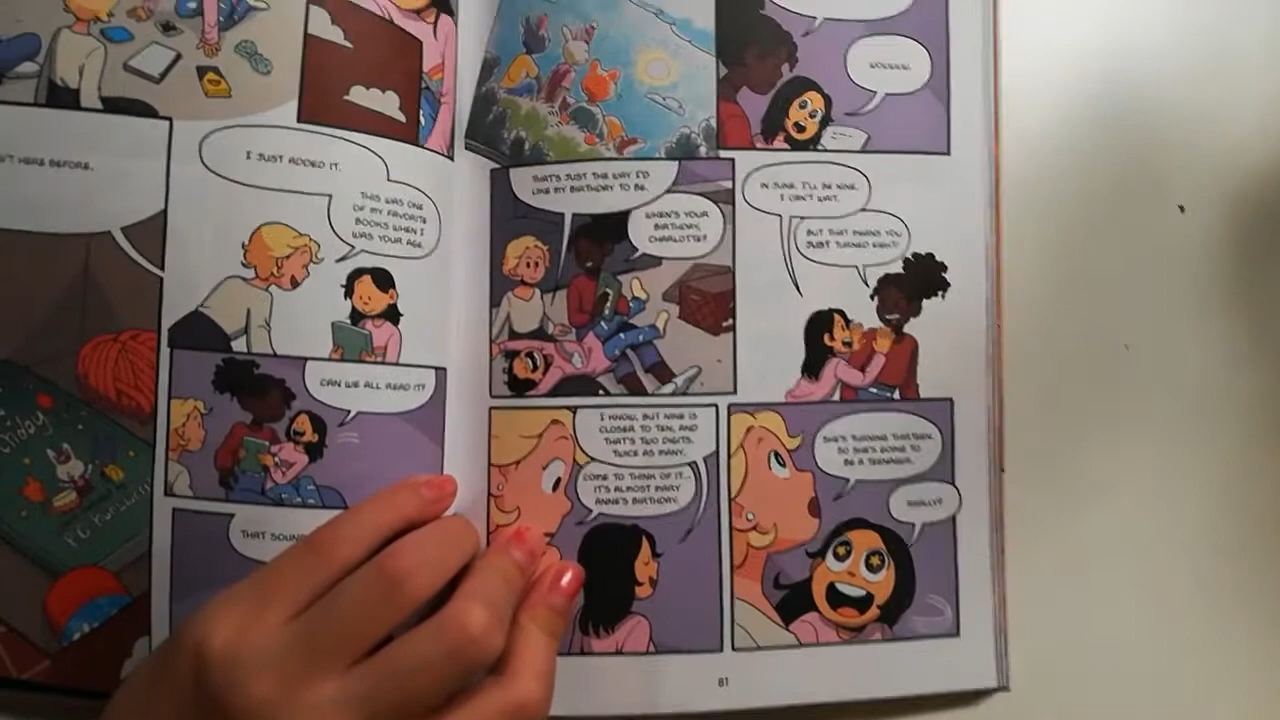 'T HERE BEFORE.
I JUST ADDED IT.
THIS WAS ONE
OF MY FAVORITE
BOOKS WHEN I
WAS YOUR AGE.
CAN WE ALL READ IT?
THAT SOUN
THAT'S JUST THE WAY I'D
LIKE MY BIRTHDAY TO BE.
WHEN'S YOUR
BIRTHDAY,
CHARLOTTE?
IN JUNE. I'LL BE NINE.
I CAN'T WAIT.
BUT THAT MEANS YOU
JUST TURNED EIGHT!
I KNOW, BUT NINE IS
CLOSER TO TEN, AND
THAT'S TWO DIGITS.
TWICE AS MANY.
COME TO THINK OF IT...
IT'S ALMOST MARY
ANNE'S BIRTHDAY.
SHE'S TURNING THIRTEEN,
SO SHE'S GOING TO
BE A TEENAGER.
REALLY?
81